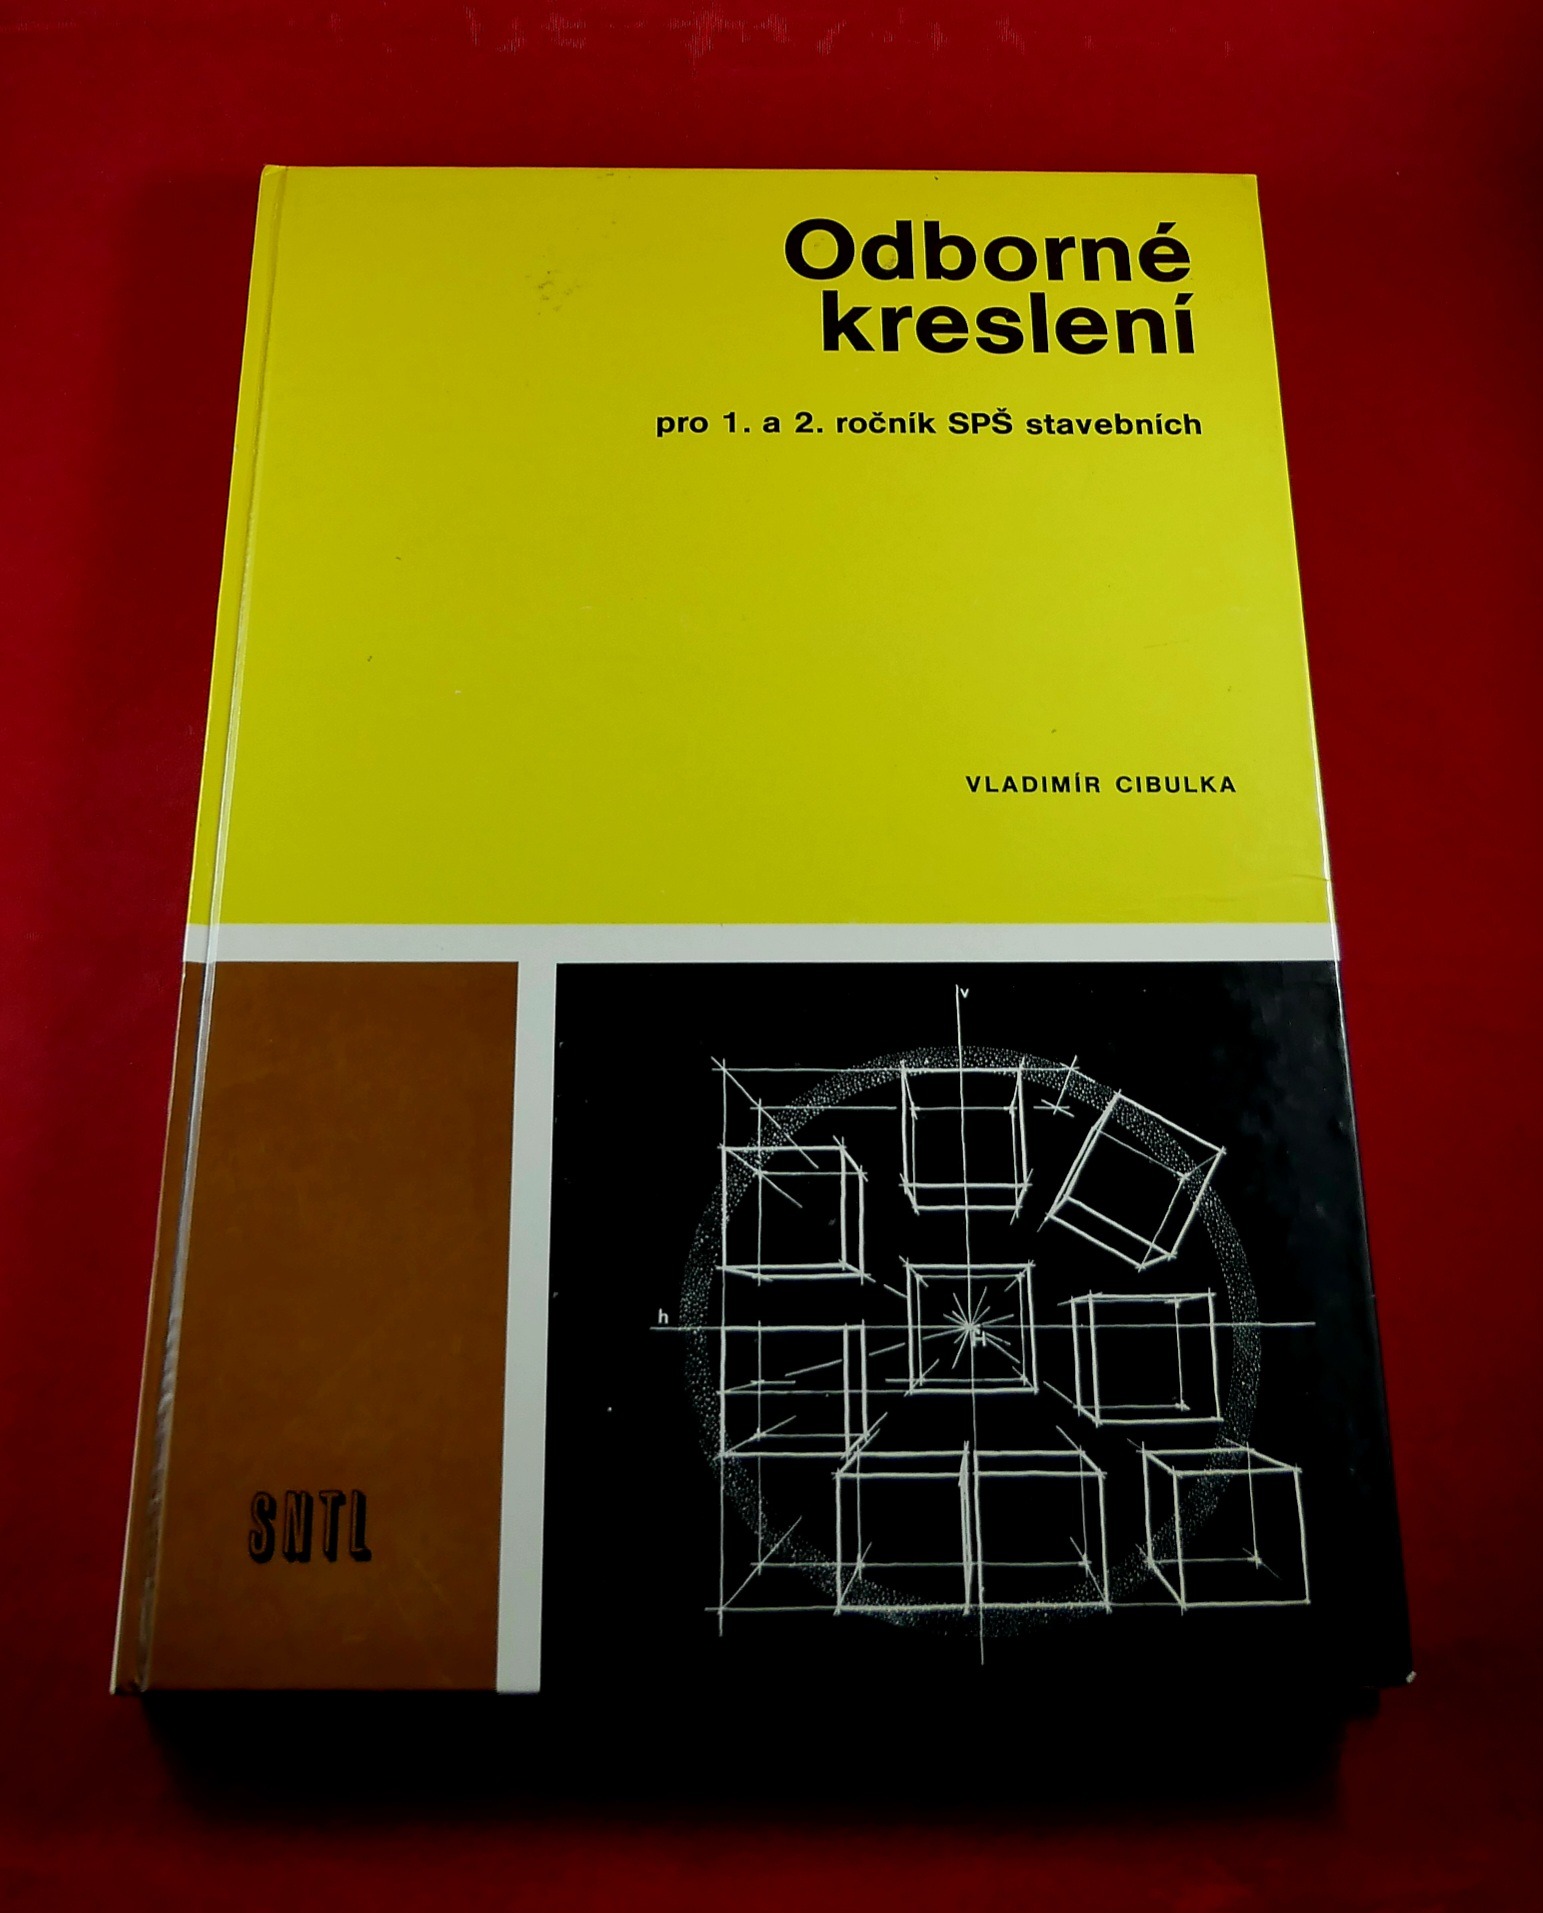 Odborné
kreslení
pro 1. a 2. ročník SPŠ stavebních
VLADIMÍR CIBULKA
v
h
H
SNTL